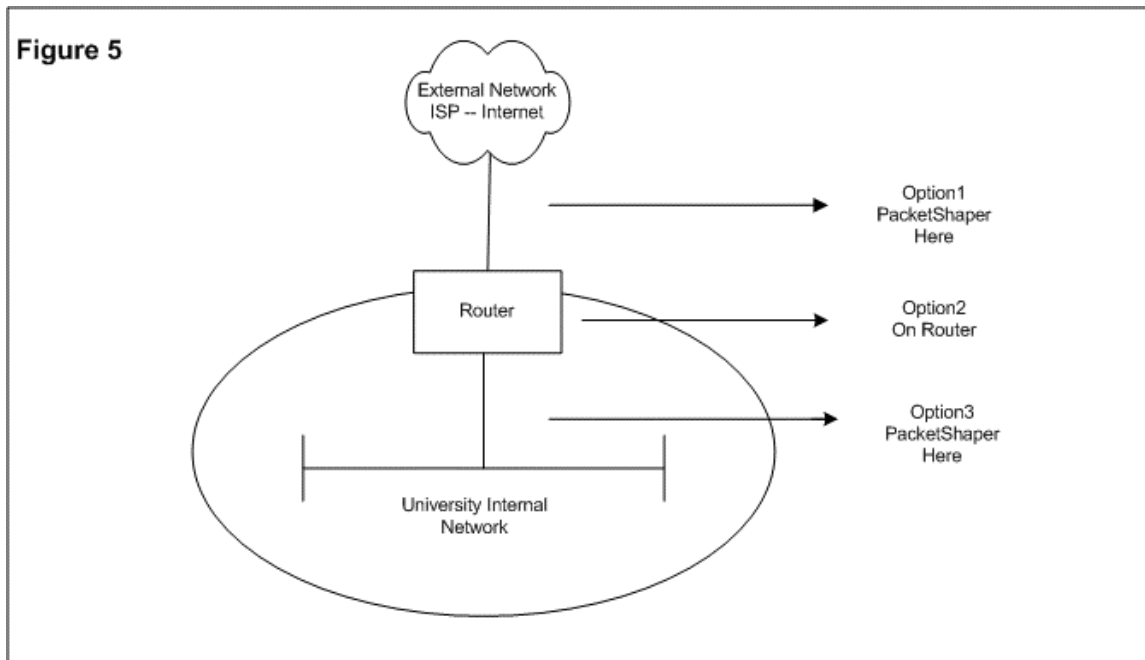 Figure 5
External Network
ISP -- Internet
Option1
PacketShaper
Here
Router
Option2
On Router
Option3
PacketShaper
Here
University Internal
Network